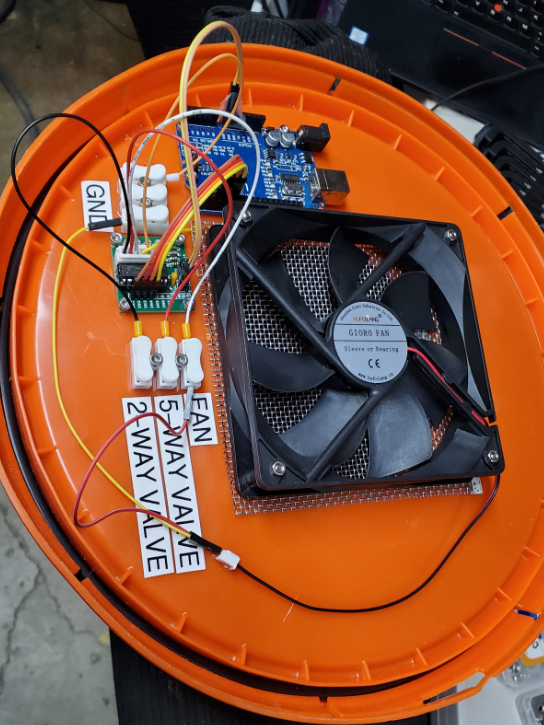 GND
FAN
5-WAY VALVE
2 WAY VALVE
GIORO FAN
Sleeve or Bearing
CE